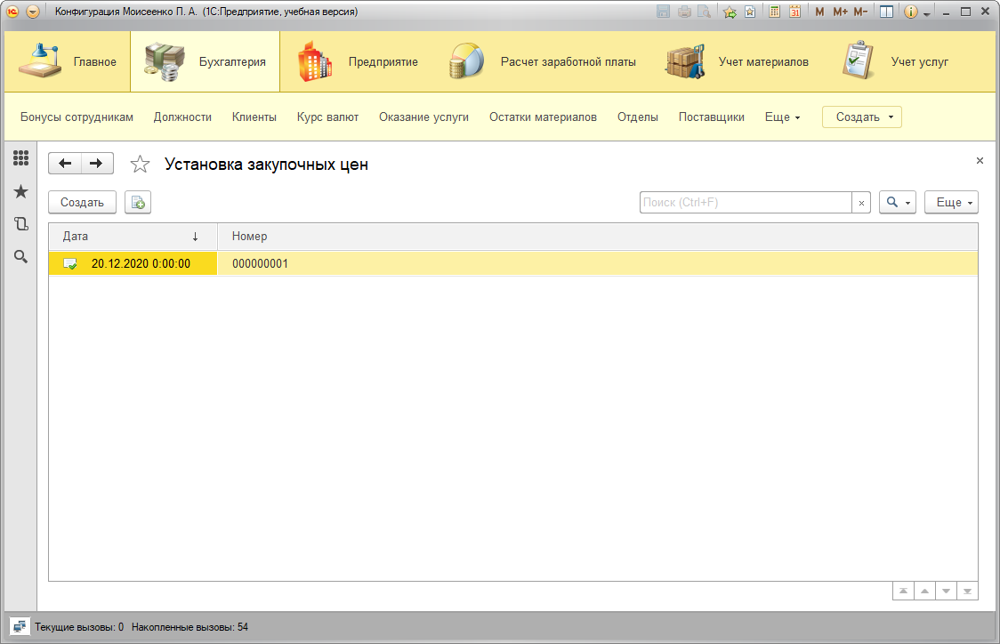 1С Конфигурация Моисеенко П. А. (1С:Предприятие, учебная версия) 31 M M+ M-
Главное Бухгалтерия Предприятие Расчет заработной платы Учет материалов Учет услуг
Бонусы сотрудникам Должности Клиенты Курс валют Оказание услуги Остатки материалов Отделы Поставщики Еще Создать
Установка закупочных цен
Создать Поиск (Ctrl+F) Еще
Дата ↓ Номер
20.12.2020 0:00:00 000000001
Текущие вызовы: 0 Накопленные вызовы: 54